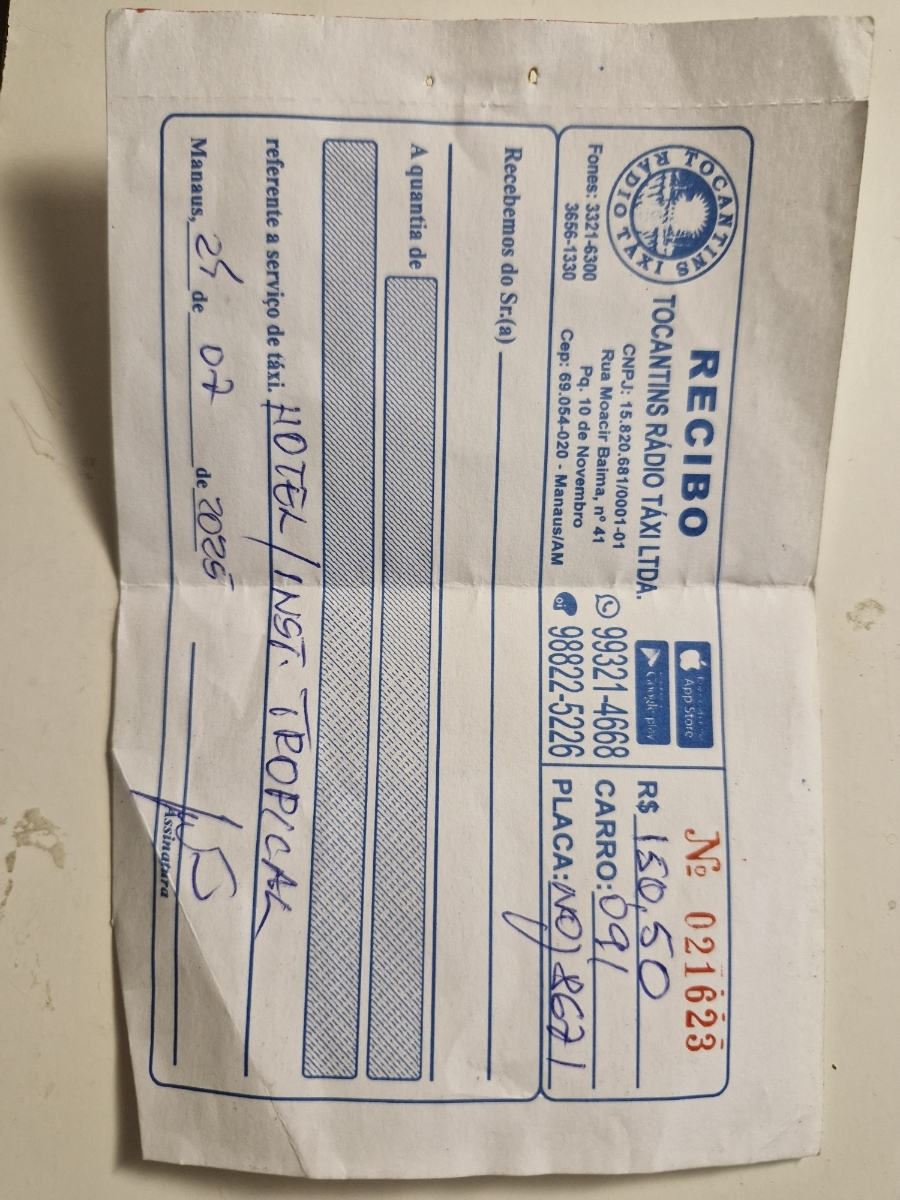 TOCANTINS
RÁDIO TÁXI
RECIBO
TOCANTINS RÁDIO TÁXI LTDA.
CNPJ: 15.820.681/0001-01
Rua Moacir Baima, nº 41
Pq. 10 de Novembro
Cep: 69.054-020 - Manaus/AM
Fones: 3321-6300
3656-1330
App Store
Google play
99321-4668
oi 98822-5226
Nº 021623
R$ 150,50
CARRO: 091
PLACA: NOJ 8671
Recebemos do Sr.(a)
A quantia de
referente a serviço de táxi. HOTEL / INST. TROPICAL
Manaus, 25 de 07 de 2025
Assinatura